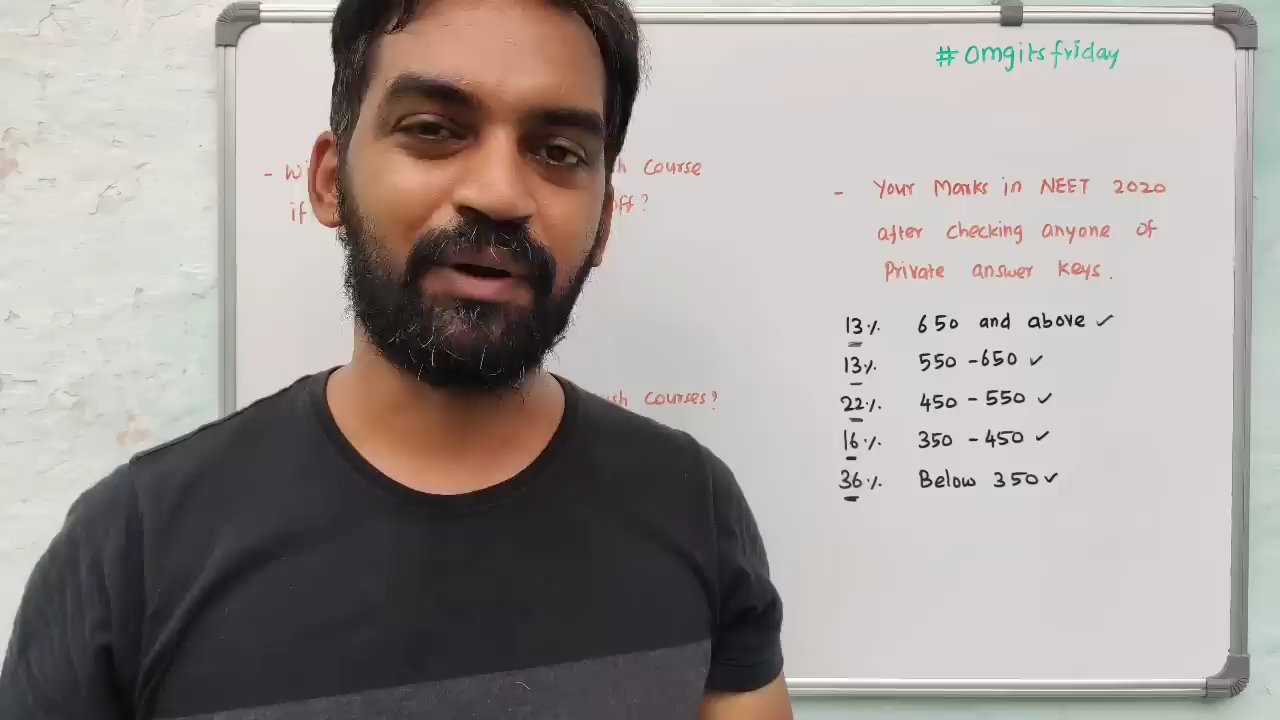 #omgitsfriday
- course
if
courses?
- Your Marks in NEET 2020
after checking anyone of
Private answer keys.
13% 650 and above ✓
13% 550 - 650 ✓
22% 450 - 550 ✓
16% 350 - 450 ✓
36% Below 350 ✓